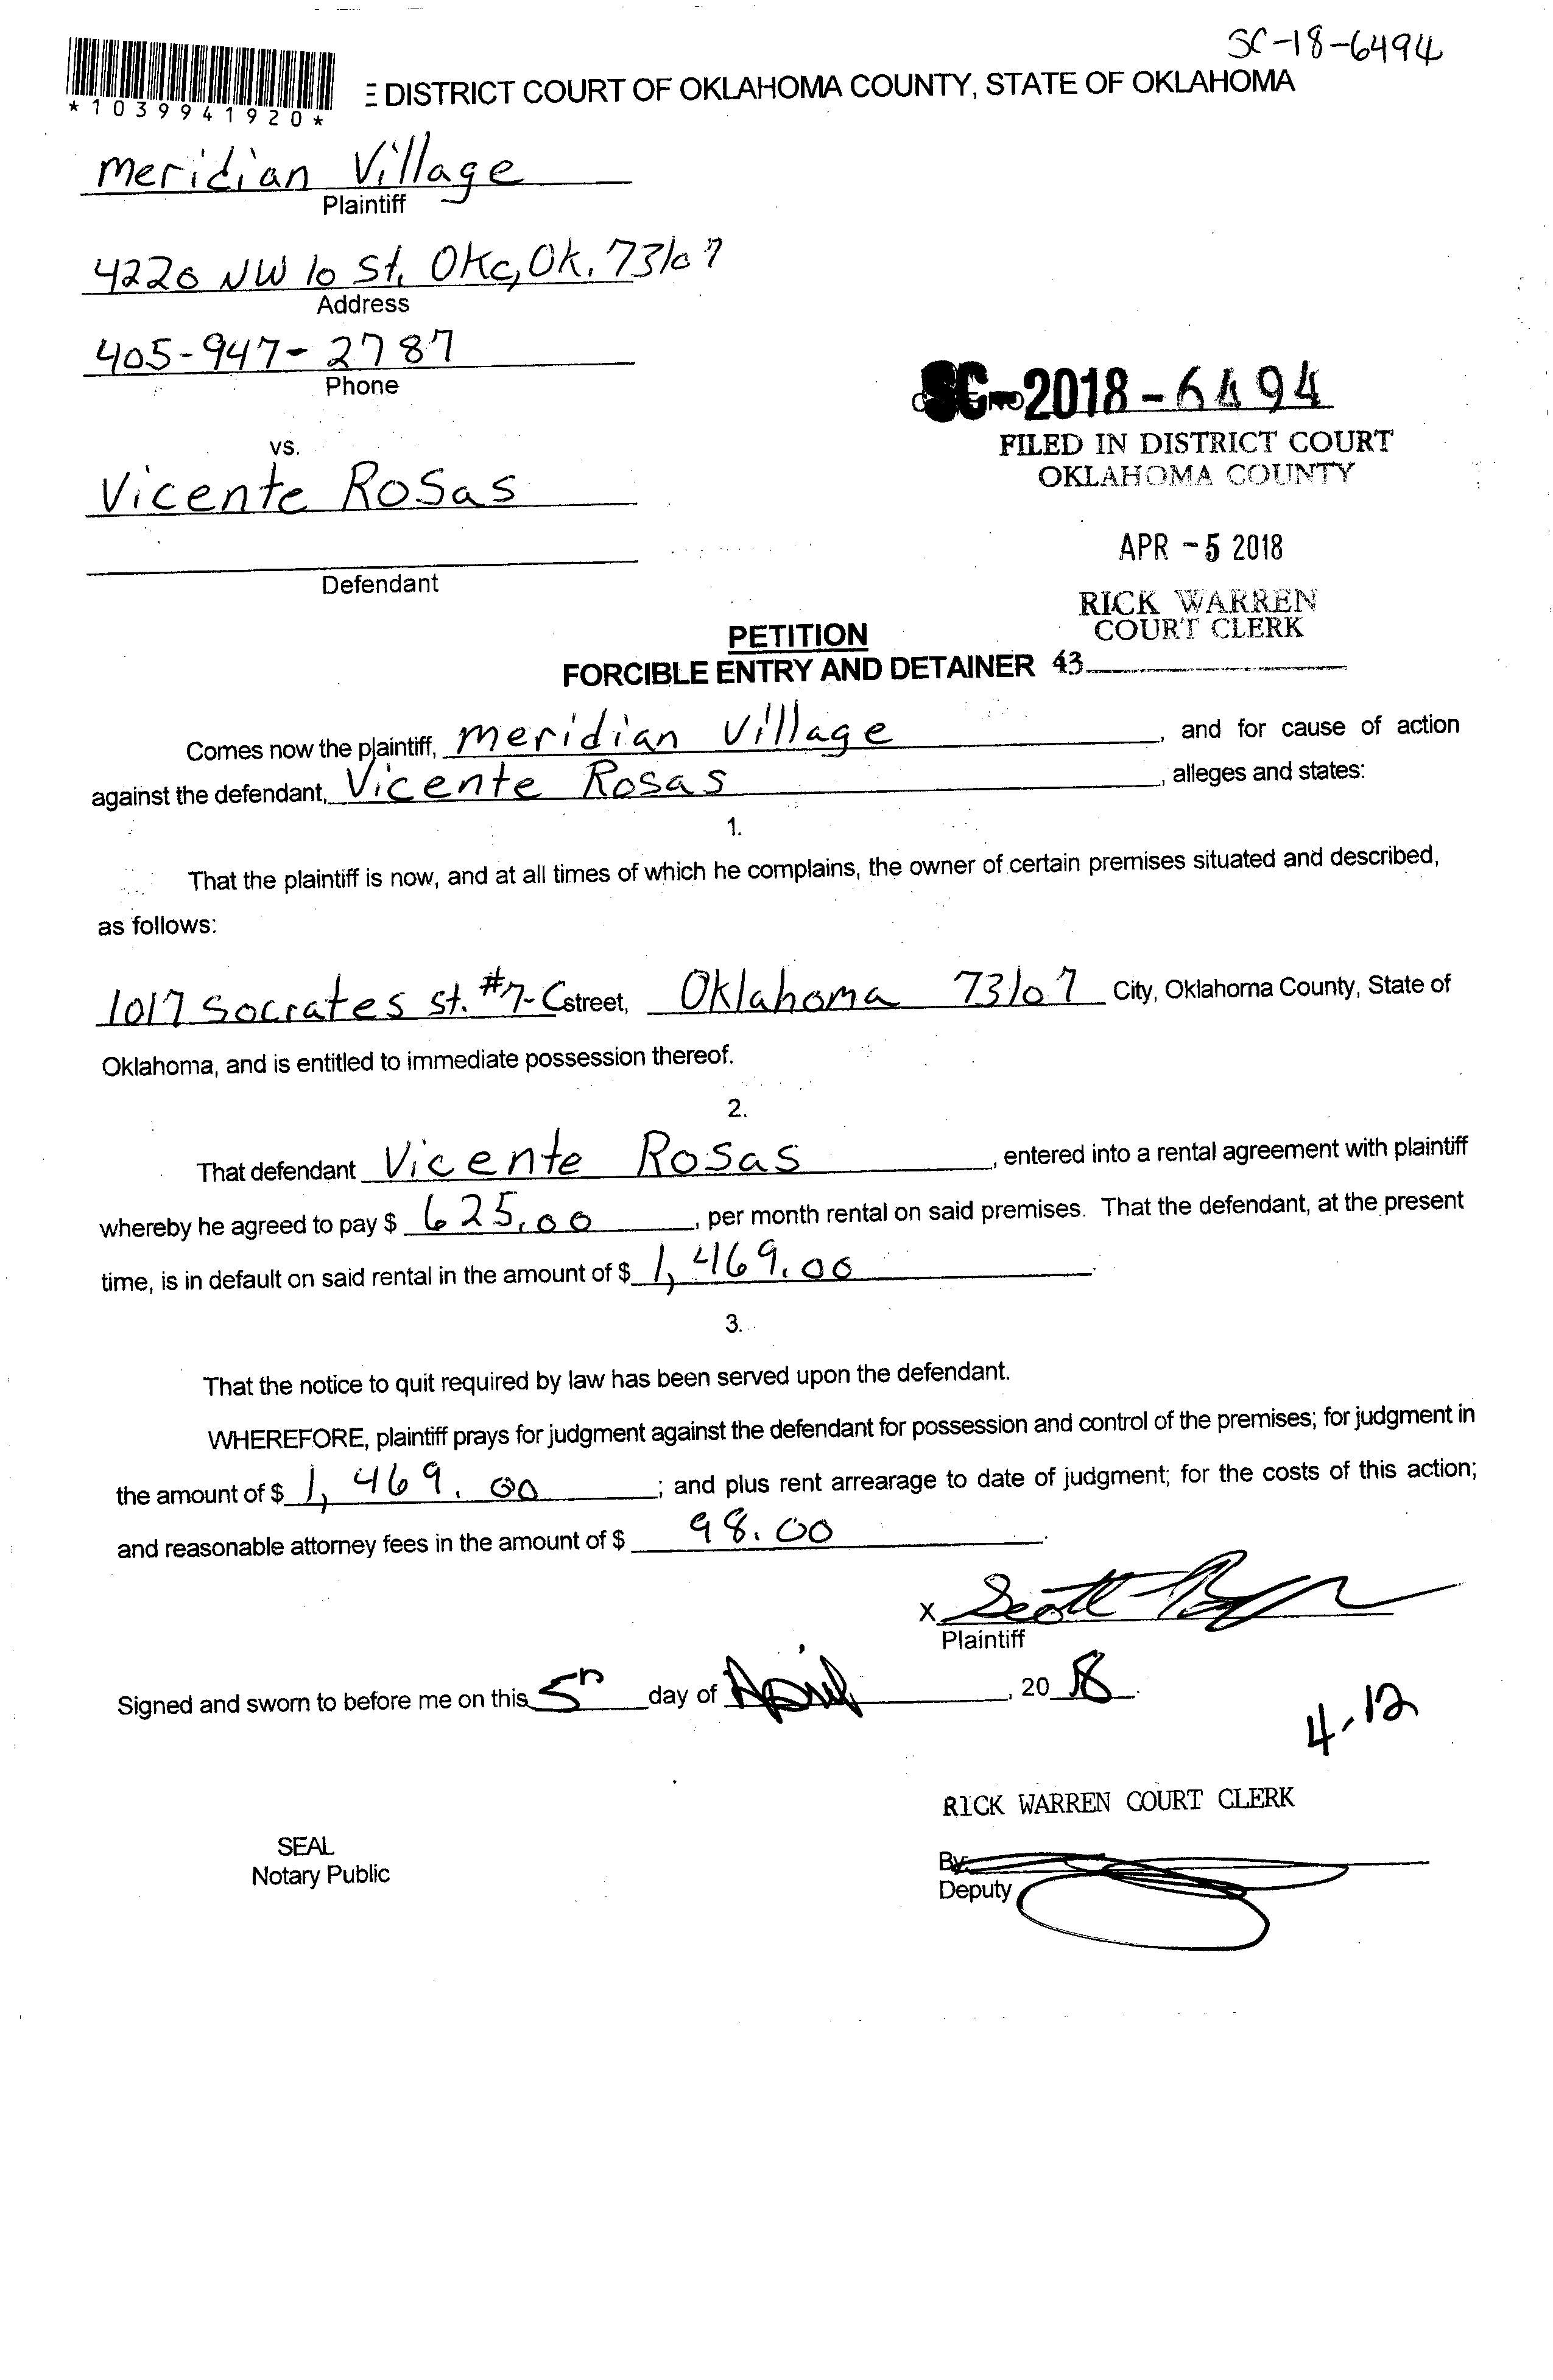 SC-18-6494
*1039941920*
E DISTRICT COURT OF OKLAHOMA COUNTY, STATE OF OKLAHOMA
Meridian Village
Plaintiff
4220 NW 10 St. OKc, Ok. 73107
Address
405-947-2787
Phone
SC-2018-6494
FILED IN DISTRICT COURT
OKLAHOMA COUNTY
vs.
Vicente Rosas
APR -5 2018
Defendant
RICK WARREN
COURT CLERK
PETITION
FORCIBLE ENTRY AND DETAINER 43
Comes now the plaintiff, Meridian Village, and for cause of action
against the defendant, Vicente Rosas, alleges and states:
1.
That the plaintiff is now, and at all times of which he complains, the owner of certain premises situated and described,
as follows:
1017 Socrates St. #7-C street, Oklahoma 73107 City, Oklahoma County, State of
Oklahoma, and is entitled to immediate possession thereof.
2.
That defendant Vicente Rosas, entered into a rental agreement with plaintiff
whereby he agreed to pay $ 625.00, per month rental on said premises. That the defendant, at the present
time, is in default on said rental in the amount of $ 1,469.00.
3.
That the notice to quit required by law has been served upon the defendant.
WHEREFORE, plaintiff prays for judgment against the defendant for possession and control of the premises; for judgment in
the amount of $ 1,469.00; and plus rent arrearage to date of judgment; for the costs of this action;
and reasonable attorney fees in the amount of $ 98.00.
X Scott
Plaintiff
Signed and sworn to before me on this 5th day of April, 2018.
4-12
RICK WARREN COURT CLERK
SEAL
Notary Public
By:
Deputy